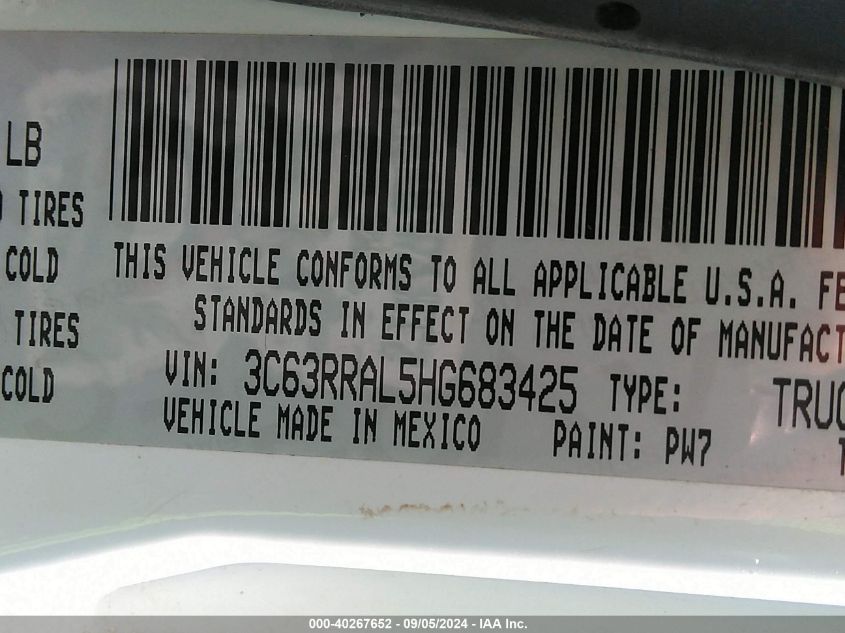 LB
TIRES
COLD
TIRES
COLD
THIS VEHICLE CONFORMS TO ALL APPLICABLE U.S.A.
STANDARDS IN EFFECT ON THE DATE OF
VIN: 3C63RRAL5HG683425 TYPE:
VEHICLE MADE IN MEXICO PAINT: PW7
000-40267652 - 09/05/2024 - IAA Inc.